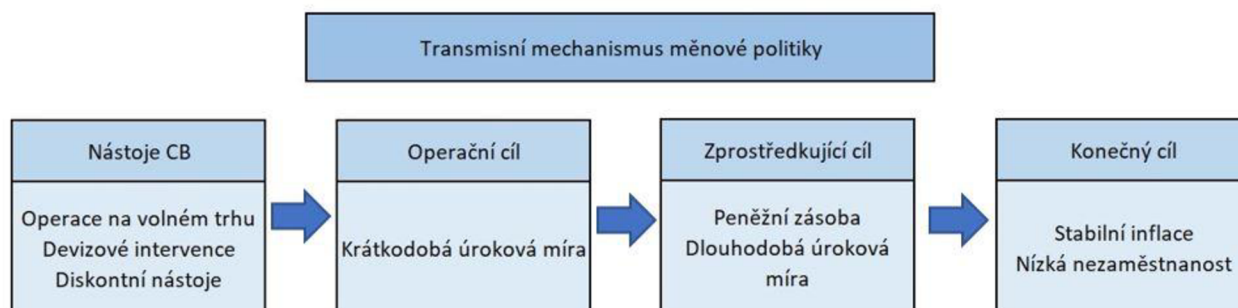 Transmisní mechanismus měnové politiky
Nástoje CB
Operace na volném trhu
Devizové intervence
Diskontní nástoje
Operační cíl
Krátkodobá úroková míra
Zprostředkující cíl
Peněžní zásoba
Dlouhodobá úroková
míra
Konečný cíl
Stabilní inflace
Nízká nezaměstnanost